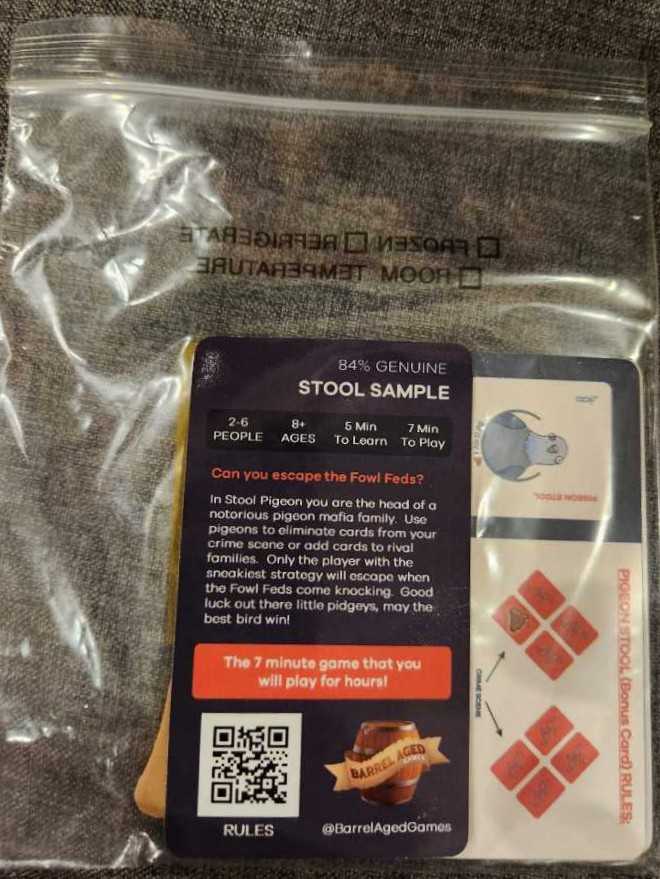 ☐ FROZEN ☐ REFRIGERATE
☐ ROOM TEMPERATURE
84% GENUINE
STOOL SAMPLE
2-6 PEOPLE
8+ AGES
5 Min To Learn
7 Min To Play
Can you escape the Fowl Feds?
In Stool Pigeon you are the head of a
notorious pigeon mafia family. Use
pigeons to eliminate cards from your
crime scene or add cards to rival
families. Only the player with the
sneakiest strategy will escape when
the Fowl Feds come knocking. Good
luck out there little pidgeys, may the
best bird win!
The 7 minute game that you
will play for hours!
BARREL AGED
GAMES
RULES
@BarrelAgedGames
PIGEON STOOL
PIGEON STOOL (Bonus Card) RULES:
CRIME SCENE